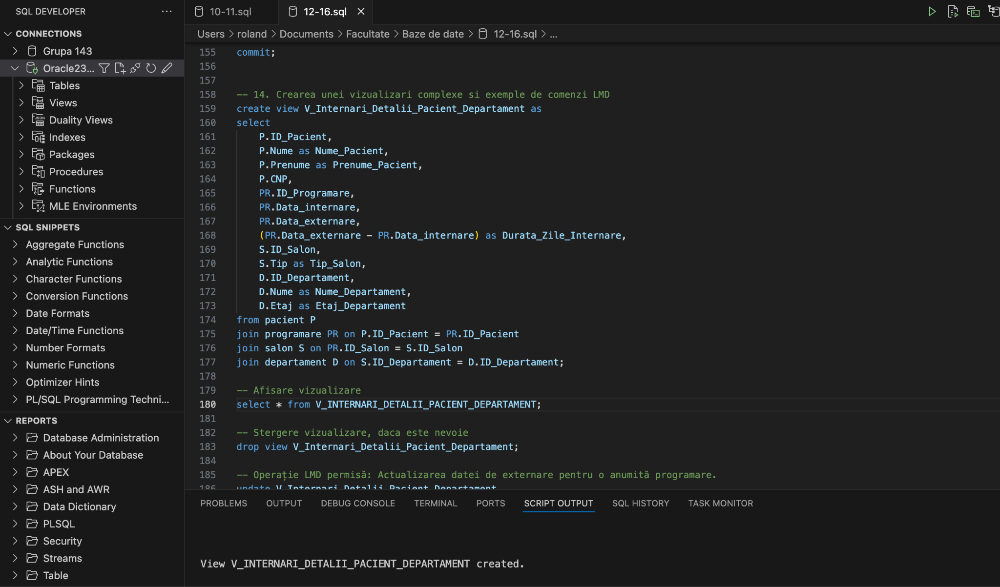 SQL DEVELOPER
CONNECTIONS
Grupa 143
Oracle23...
Tables
Views
Duality Views
Indexes
Packages
Procedures
Functions
MLE Environments
SQL SNIPPETS
Aggregate Functions
Analytic Functions
Character Functions
Conversion Functions
Date Formats
Date/Time Functions
Number Formats
Numeric Functions
Optimizer Hints
PL/SQL Programming Techni...
REPORTS
Database Administration
About Your Database
APEX
ASH and AWR
Data Dictionary
PLSQL
Security
Streams
Table
10-11.sql
12-16.sql
Users > roland > Documents > Facultate > Baze de date > 12-16.sql > ...
155 commit;
156
157
158 -- 14. Crearea unei vizualizari complexe si exemple de comenzi LMD
159 create view V_Internari_Detalii_Pacient_Departament as
160 select
161 P.ID_Pacient,
162 P.Nume as Nume_Pacient,
163 P.Prenume as Prenume_Pacient,
164 P.CNP,
165 PR.ID_Programare,
166 PR.Data_internare,
167 PR.Data_externare,
168 (PR.Data_externare - PR.Data_internare) as Durata_Zile_Internare,
169 S.ID_Salon,
170 S.Tip as Tip_Salon,
171 D.ID_Departament,
172 D.Nume as Nume_Departament,
173 D.Etaj as Etaj_Departament
174 from pacient P
175 join programare PR on P.ID_Pacient = PR.ID_Pacient
176 join salon S on PR.ID_Salon = S.ID_Salon
177 join departament D on S.ID_Departament = D.ID_Departament;
178
179 -- Afisare vizualizare
180 select * from V_INTERNARI_DETALII_PACIENT_DEPARTAMENT;
181
182 -- Stergere vizualizare, daca este nevoie
183 drop view V_Internari_Detalii_Pacient_Departament;
184
185 -- Operație LMD permisă: Actualizarea datei de externare pentru o anumită programare.
186 update V_Internari_Detalii_Pacient_Departament
PROBLEMS OUTPUT DEBUG CONSOLE TERMINAL PORTS SCRIPT OUTPUT SQL HISTORY TASK MONITOR
View V_INTERNARI_DETALII_PACIENT_DEPARTAMENT created.